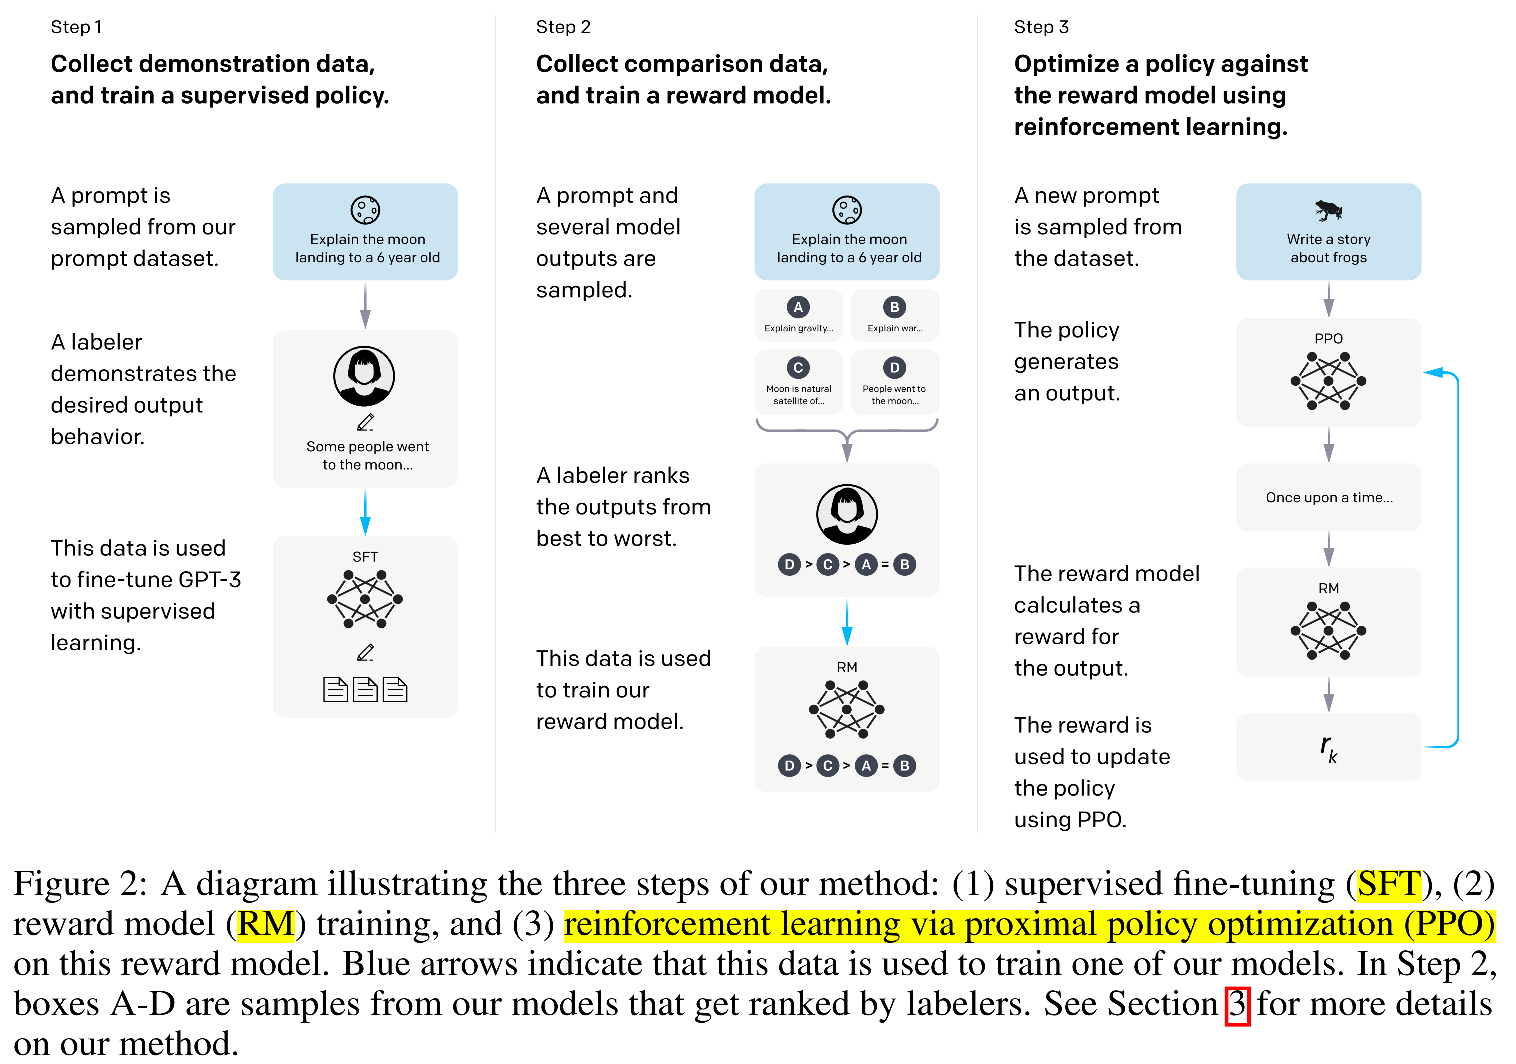 Step 1
Collect demonstration data,
and train a supervised policy.
A prompt is
sampled from our
prompt dataset.
Explain the moon
landing to a 6 year old
A labeler
demonstrates the
desired output
behavior.
Some people went
to the moon...
This data is used
to fine-tune GPT-3
with supervised
learning.
SFT
Step 2
Collect comparison data,
and train a reward model.
A prompt and
several model
outputs are
sampled.
Explain the moon
landing to a 6 year old
A
Explain gravity...
B
Explain war...
C
Moon is natural
satellite of...
D
People went to
the moon...
A labeler ranks
the outputs from
best to worst.
D > C > A = B
This data is used
to train our
reward model.
RM
D > C > A = B
Step 3
Optimize a policy against
the reward model using
reinforcement learning.
A new prompt
is sampled from
the dataset.
Write a story
about frogs
The policy
generates
an output.
PPO
Once upon a time...
The reward model
calculates a
reward for
the output.
RM
The reward is
used to update
the policy
using PPO.
r_k
Figure 2: A diagram illustrating the three steps of our method: (1) supervised fine-tuning (SFT), (2)
reward model (RM) training, and (3) reinforcement learning via proximal policy optimization (PPO)
on this reward model. Blue arrows indicate that this data is used to train one of our models. In Step 2,
boxes A-D are samples from our models that get ranked by labelers. See Section 3 for more details
on our method.